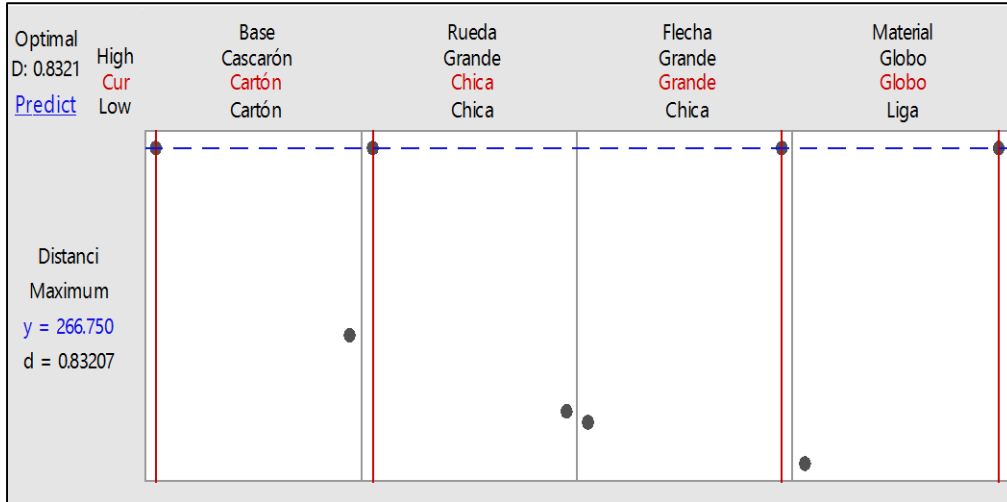 Optimal
D: 0.8321
Predict
High
Cur
Low
Base
Cascarón
Cartón
Cartón
Rueda
Grande
Chica
Chica
Flecha
Grande
Grande
Chica
Material
Globo
Globo
Liga
Distanci
Maximum
y = 266.750
d = 0.83207